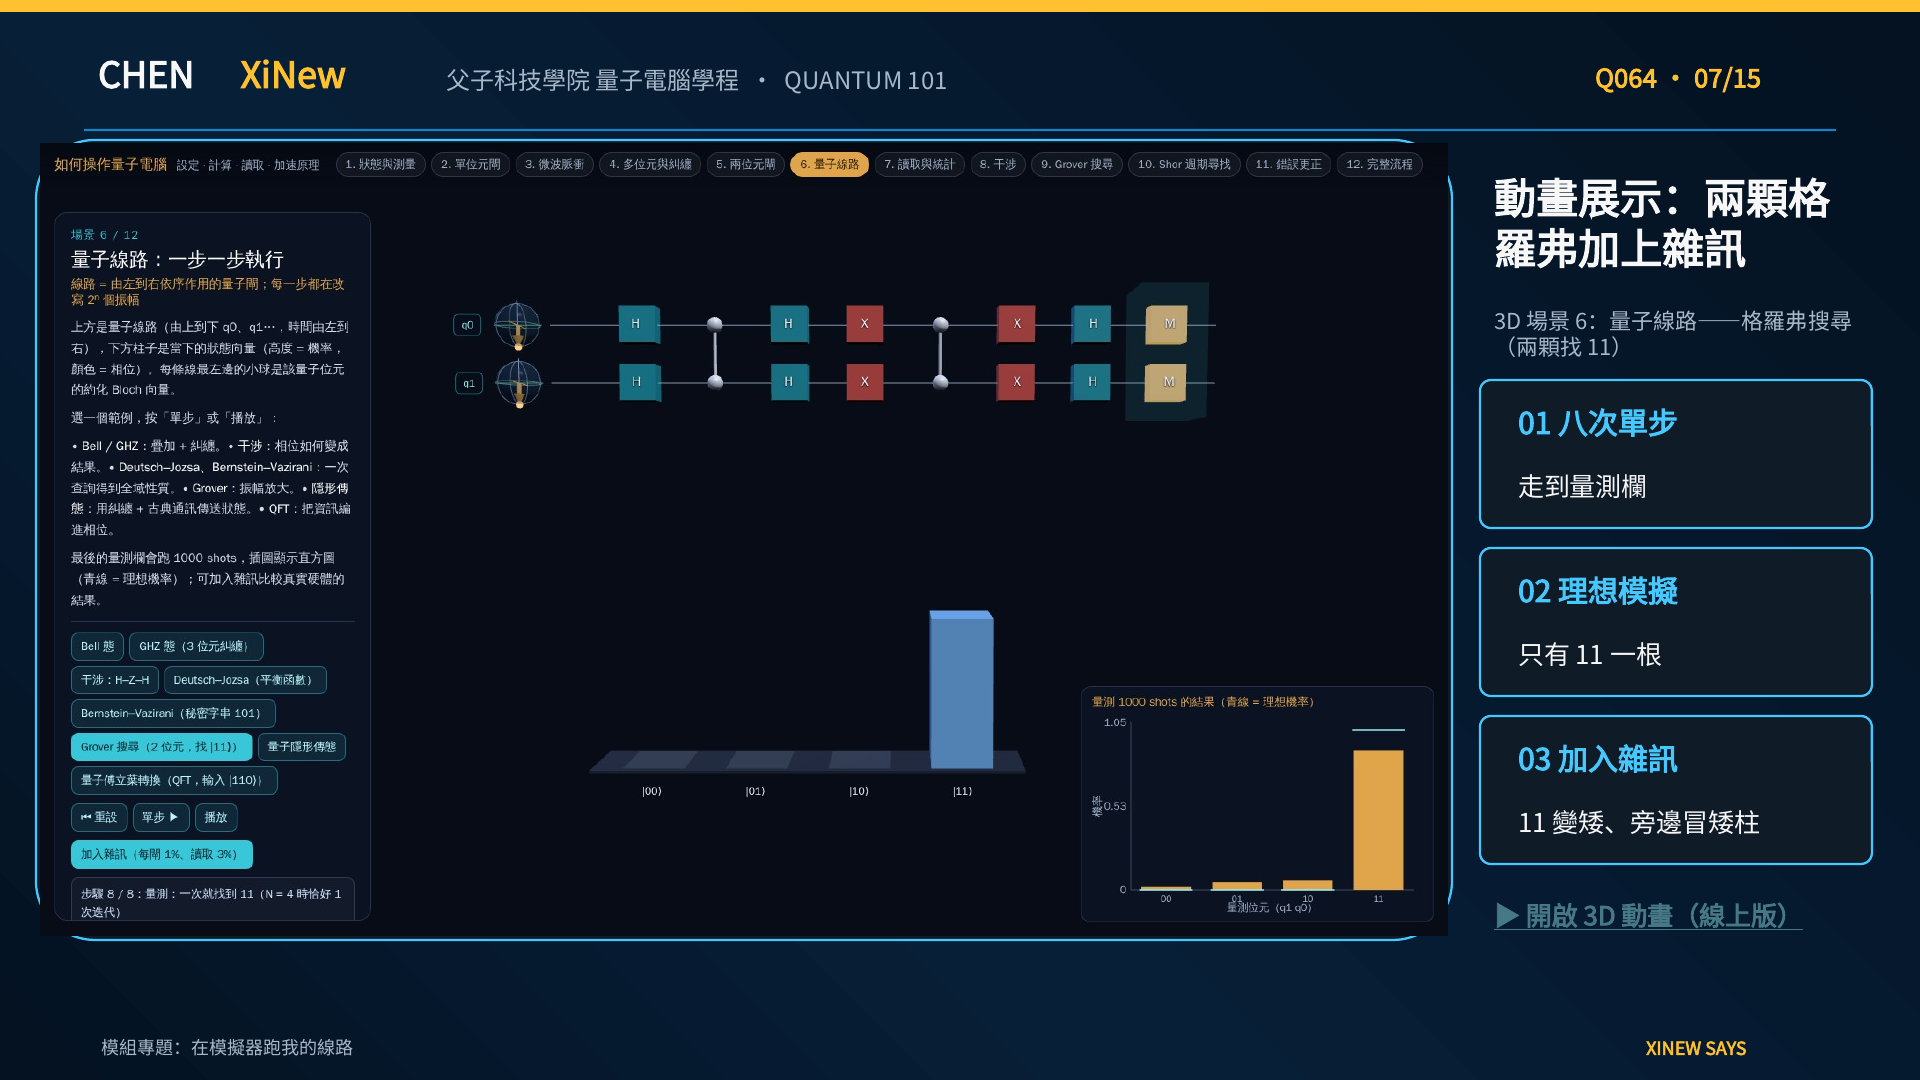 CHEN XiNew
父子科技學院 量子電腦學程 ・ QUANTUM 101
Q064 ・ 07/15
如何操作量子電腦 設定 · 計算 · 讀取 · 加速原理
1. 狀態與測量
2. 單位元閘
3. 微波脈衝
4. 多位元與糾纏
5. 兩位元閘
6. 量子線路
7. 讀取與統計
8. 干涉
9. Grover 搜尋
10. Shor 週期尋找
11. 錯誤更正
12. 完整流程
場景 6 / 12
量子線路：一步一步執行
線路 = 由左到右依序作用的量子閘；每一步都在改
寫 2ⁿ 個振幅
上方是量子線路（由上到下 q0、q1⋯，時間由左到
右），下方柱子是當下的狀態向量（高度 = 機率，
顏色 = 相位）。每條線最左邊的小球是該量子位元
的約化 Bloch 向量。
選一個範例，按「單步」或「播放」：
• Bell / GHZ：疊加 + 糾纏。• 干涉：相位如何變成
結果。• Deutsch–Jozsa、Bernstein–Vazirani：一次
查詢得到全域性質。• Grover：振幅放大。• 隱形傳
態：用糾纏 + 古典通訊傳送狀態。• QFT：把資訊編
進相位。
最後的量測欄會跑 1000 shots，插圖顯示直方圖
（青線 = 理想機率）；可加入雜訊比較真實硬體的
結果。
Bell 態
GHZ 態（3 位元糾纏）
干涉：H–Z–H
Deutsch–Jozsa（平衡函數）
Bernstein–Vazirani（秘密字串 101）
Grover 搜尋（2 位元，找 |11⟩）
量子隱形傳態
量子傅立葉轉換（QFT，輸入 |110⟩）
⏮ 重設
單步 ▶
播放
加入雜訊（每閘 1%、讀取 3%）
步驟 8 / 8：量測：一次就找到 11（N = 4 時恰好 1
次迭代）
q0
H
H
X
X
H
M
q1
H
H
X
X
H
M
|00⟩
|01⟩
|10⟩
|11⟩
量測 1000 shots 的結果（青線 = 理想機率）
1.05
0.53
0
機率
00
01
10
11
量測位元（q1 q0）
動畫展示：兩顆格
羅弗加上雜訊
3D 場景 6：量子線路——格羅弗搜尋
（兩顆找 11）
01 八次單步
走到量測欄
02 理想模擬
只有 11 一根
03 加入雜訊
11 變矮、旁邊冒矮柱
▶ 開啟 3D 動畫（線上版）
模組專題：在模擬器跑我的線路
XINEW SAYS